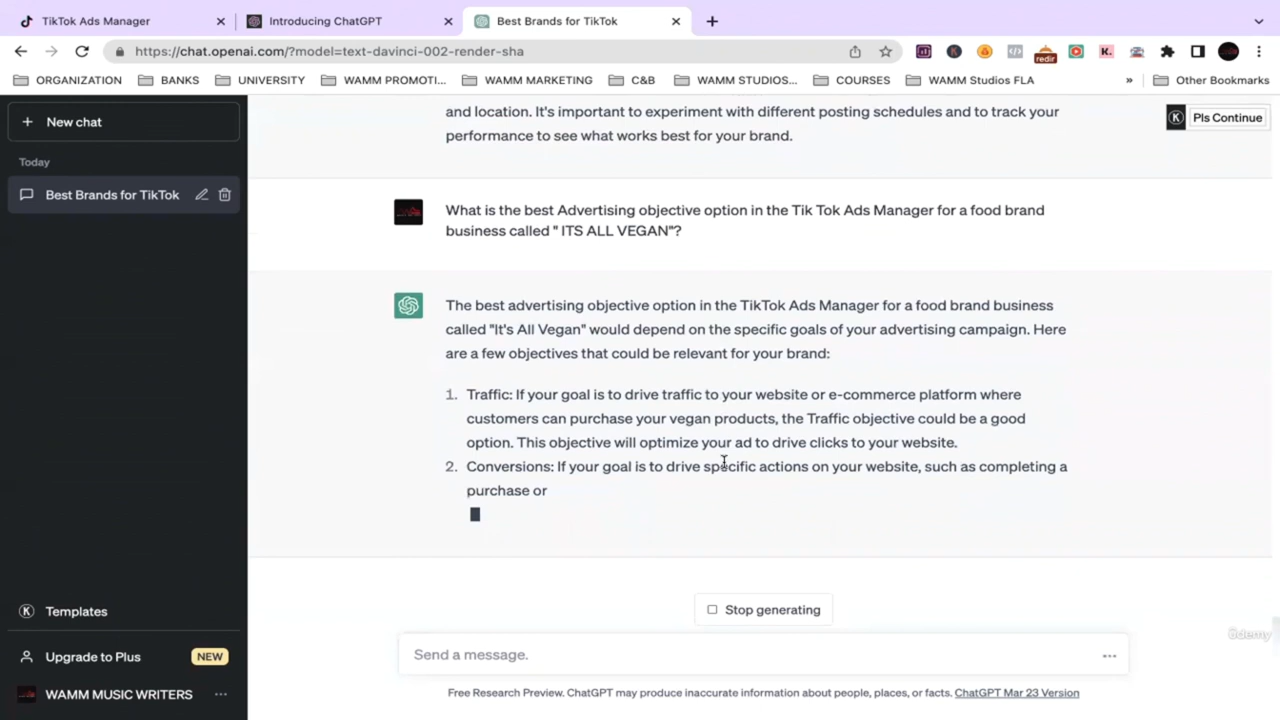 TikTok Ads Manager
Introducing ChatGPT
Best Brands for TikTok
https://chat.openai.com/?model=text-davinci-002-render-sha
redir
K.
ORGANIZATION
BANKS
UNIVERSITY
WAMM PROMOTI...
WAMM MARKETING
C&B
WAMM STUDIOS...
COURSES
WAMM Studios FLA
»
Other Bookmarks
+ New chat
Today
Best Brands for TikTok
and location. It's important to experiment with different posting schedules and to track your
performance to see what works best for your brand.
K Pls Continue
What is the best Advertising objective option in the Tik Tok Ads Manager for a food brand
business called " ITS ALL VEGAN"?
The best advertising objective option in the TikTok Ads Manager for a food brand business
called "It's All Vegan" would depend on the specific goals of your advertising campaign. Here
are a few objectives that could be relevant for your brand:
1. Traffic: If your goal is to drive traffic to your website or e-commerce platform where
customers can purchase your vegan products, the Traffic objective could be a good
option. This objective will optimize your ad to drive clicks to your website.
2. Conversions: If your goal is to drive specific actions on your website, such as completing a
purchase or
Stop generating
Send a message.
Free Research Preview. ChatGPT may produce inaccurate information about people, places, or facts. ChatGPT Mar 23 Version
K Templates
Upgrade to Plus NEW
WAMM MUSIC WRITERS
ûdemy